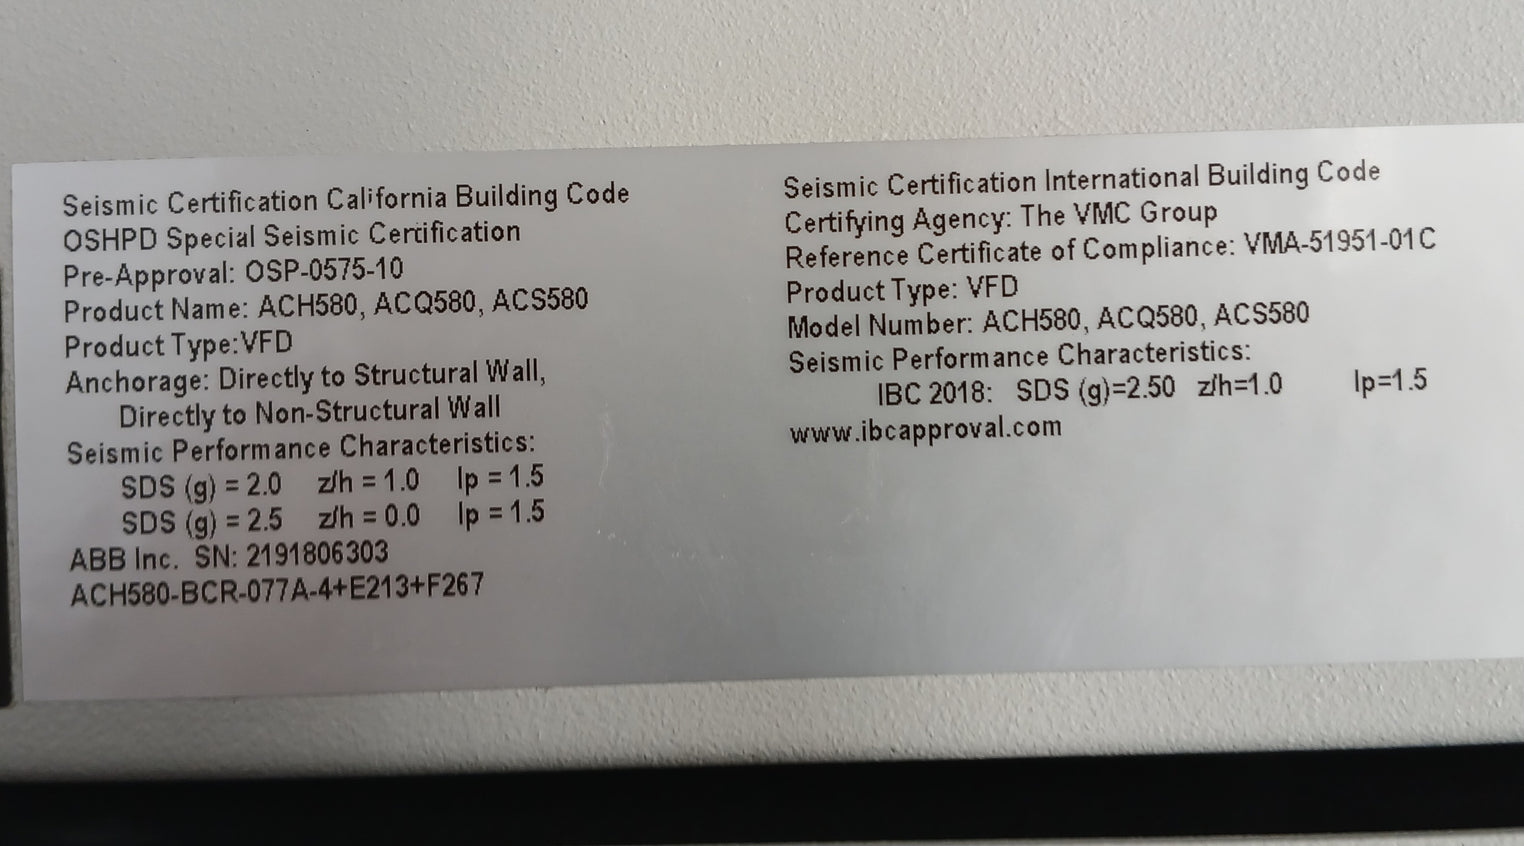 Seismic Certification California Building Code
OSHPD Special Seismic Certification
Pre-Approval: OSP-0575-10
Product Name: ACH580, ACQ580, ACS580
Product Type:VFD
Anchorage: Directly to Structural Wall,
Directly to Non-Structural Wall
Seismic Performance Characteristics:
SDS (g) = 2.0 z/h = 1.0 Ip = 1.5
SDS (g) = 2.5 z/h = 0.0 Ip = 1.5
ABB Inc. SN: 2191806303
ACH580-BCR-077A-4+E213+F267
Seismic Certification International Building Code
Certifying Agency: The VMC Group
Reference Certificate of Compliance: VMA-51951-01C
Product Type: VFD
Model Number: ACH580, ACQ580, ACS580
Seismic Performance Characteristics:
IBC 2018: SDS (g)=2.50 z/h=1.0 Ip=1.5
www.ibcapproval.com